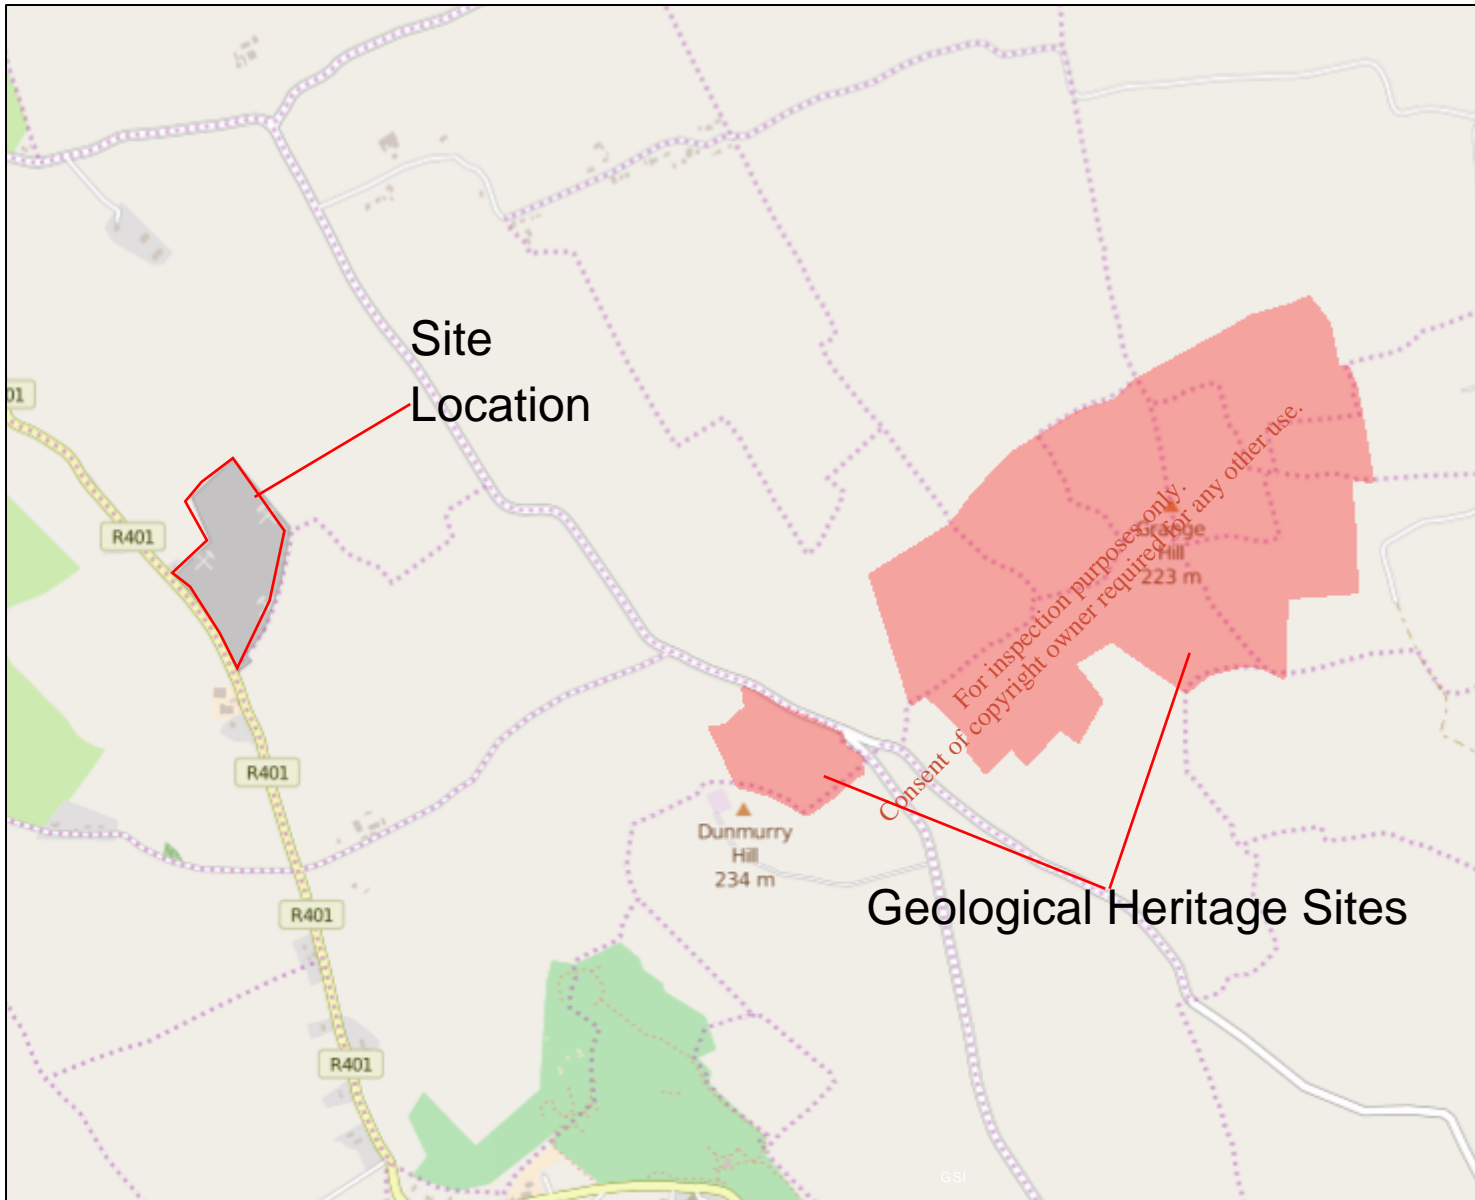 Site
Location
01
R401
Grange
Hill
223 m
For inspection purposes only.
Consent of copyright owner required for any other use.
R401
Dunmurry
Hill
234 m
Geological Heritage Sites
R401
R401
GSI